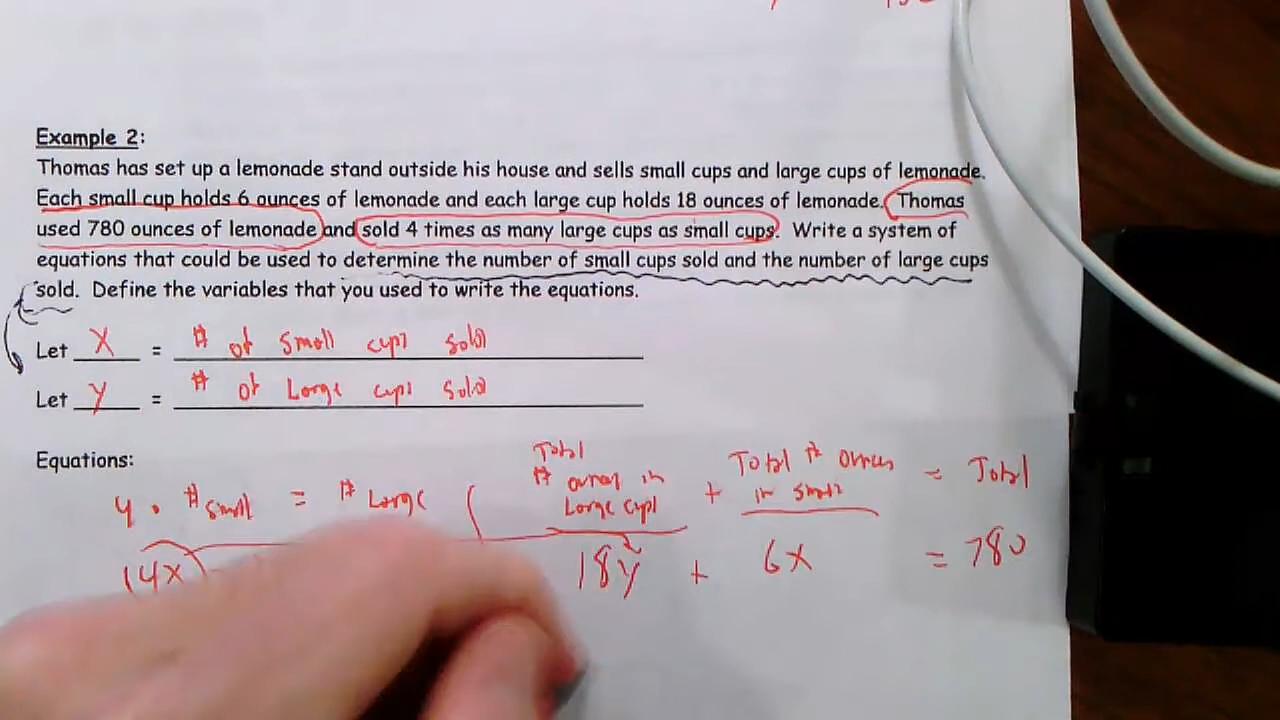 Example 2:
Thomas has set up a lemonade stand outside his house and sells small cups and large cups of lemonade.
Each small cup holds 6 ounces of lemonade and each large cup holds 18 ounces of lemonade. Thomas
used 780 ounces of lemonade and sold 4 times as many large cups as small cups. Write a system of
equations that could be used to determine the number of small cups sold and the number of large cups
sold. Define the variables that you used to write the equations.
Let X = # of Small cups sold
Let y = # of Large cups sold
Equations:
4 · # Small = # Large
Total # ounces in Large cups + Total # ounces in small = Total
(4x) 18y + 6x = 780